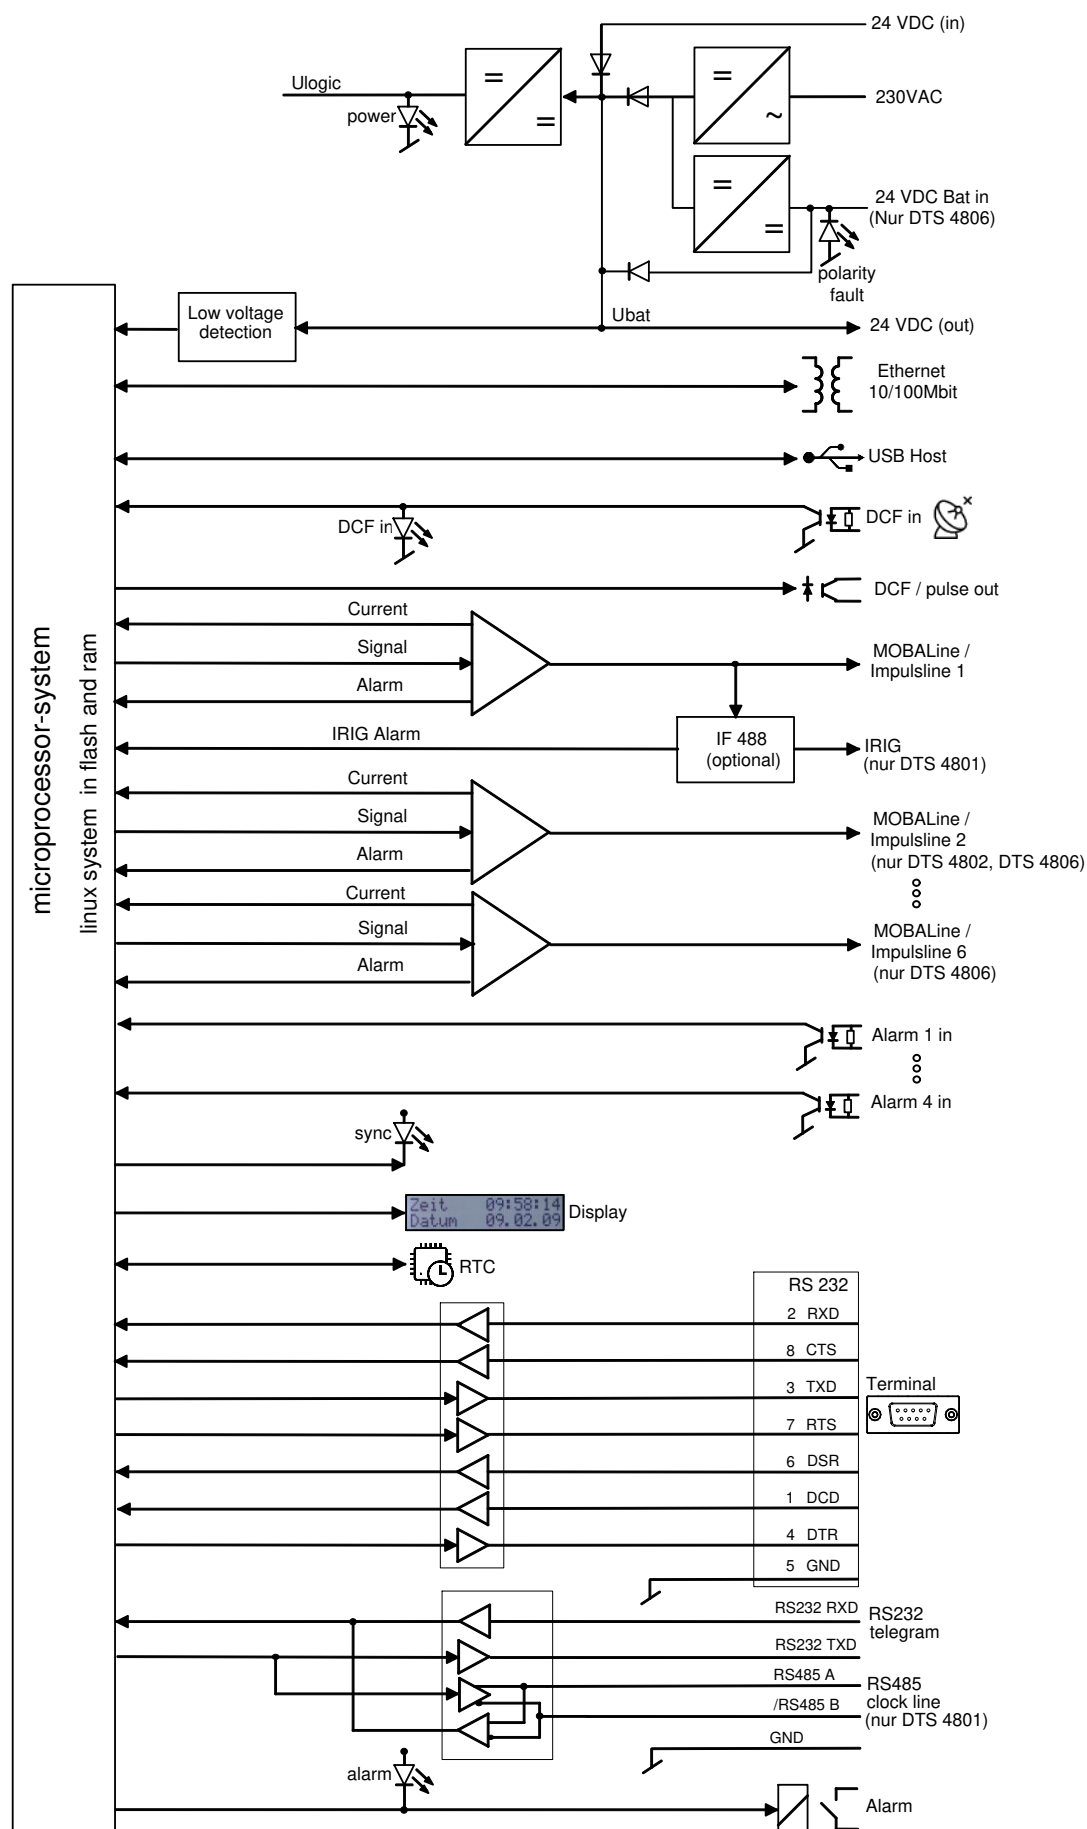 24 VDC (in)
Ulogic
power
=
=
=
~
230VAC
=
=
24 VDC Bat in
(Nur DTS 4806)
polarity
fault
Low voltage
detection
Ubat
24 VDC (out)
Ethernet
10/100Mbit
USB Host
DCF in
DCF in
DCF / pulse out
microprocessor-system
linux system in flash and ram
Current
Signal
Alarm
MOBALine /
Impulsline 1
IRIG Alarm
IF 488
(optional)
IRIG
(nur DTS 4801)
Current
Signal
Alarm
MOBALine /
Impulsline 2
(nur DTS 4802, DTS 4806)
Current
Signal
Alarm
MOBALine /
Impulsline 6
(nur DTS 4806)
Alarm 1 in
Alarm 4 in
sync
Zeit 09:58:14
Datum 09.02.09
Display
RTC
RS 232
2 RXD
8 CTS
3 TXD
7 RTS
6 DSR
1 DCD
4 DTR
5 GND
Terminal
RS232 RXD
RS232
telegram
RS232 TXD
RS485 A
/RS485 B
RS485
clock line
(nur DTS 4801)
GND
alarm
Alarm